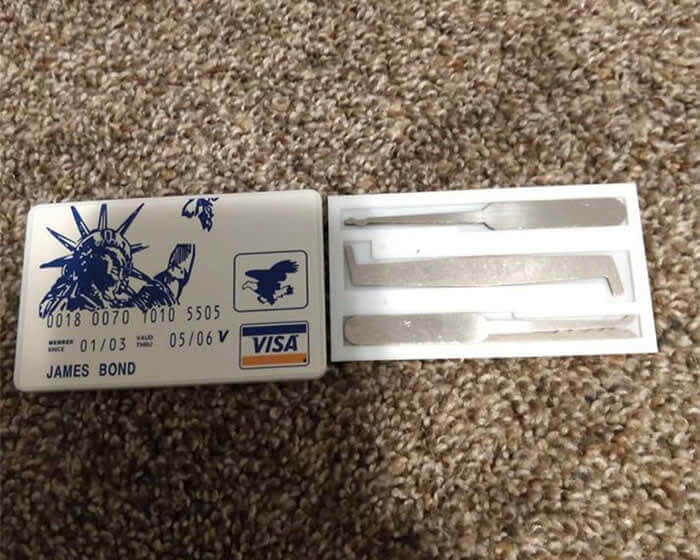 0018 0070 1010 5505
MEMBER SINCE 01/03 VALID THRU 05/06 V
VISA
JAMES BOND